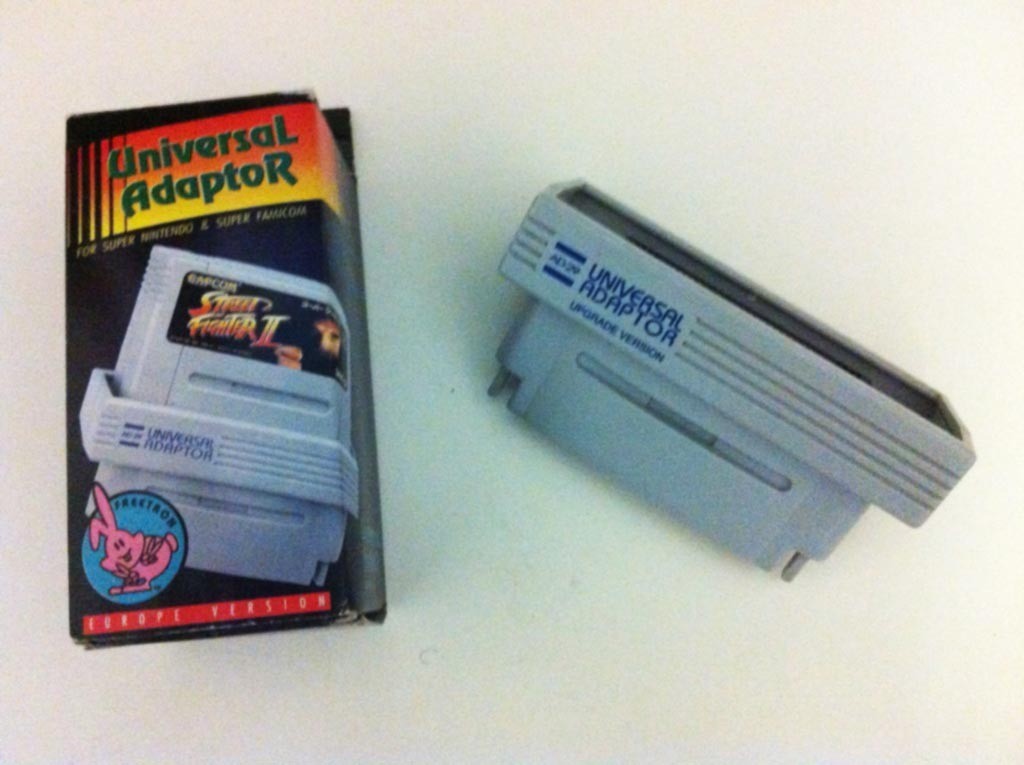 Universal
Adaptor
FOR SUPER NINTENDO & SUPER FAMICOM
CAPCOM
STREET
FIGHTER II
UNIVERSAL
ADAPTOR
EUROPE VERSION
AD-29
UNIVERSAL
ADAPTOR
UPGRADE VERSION